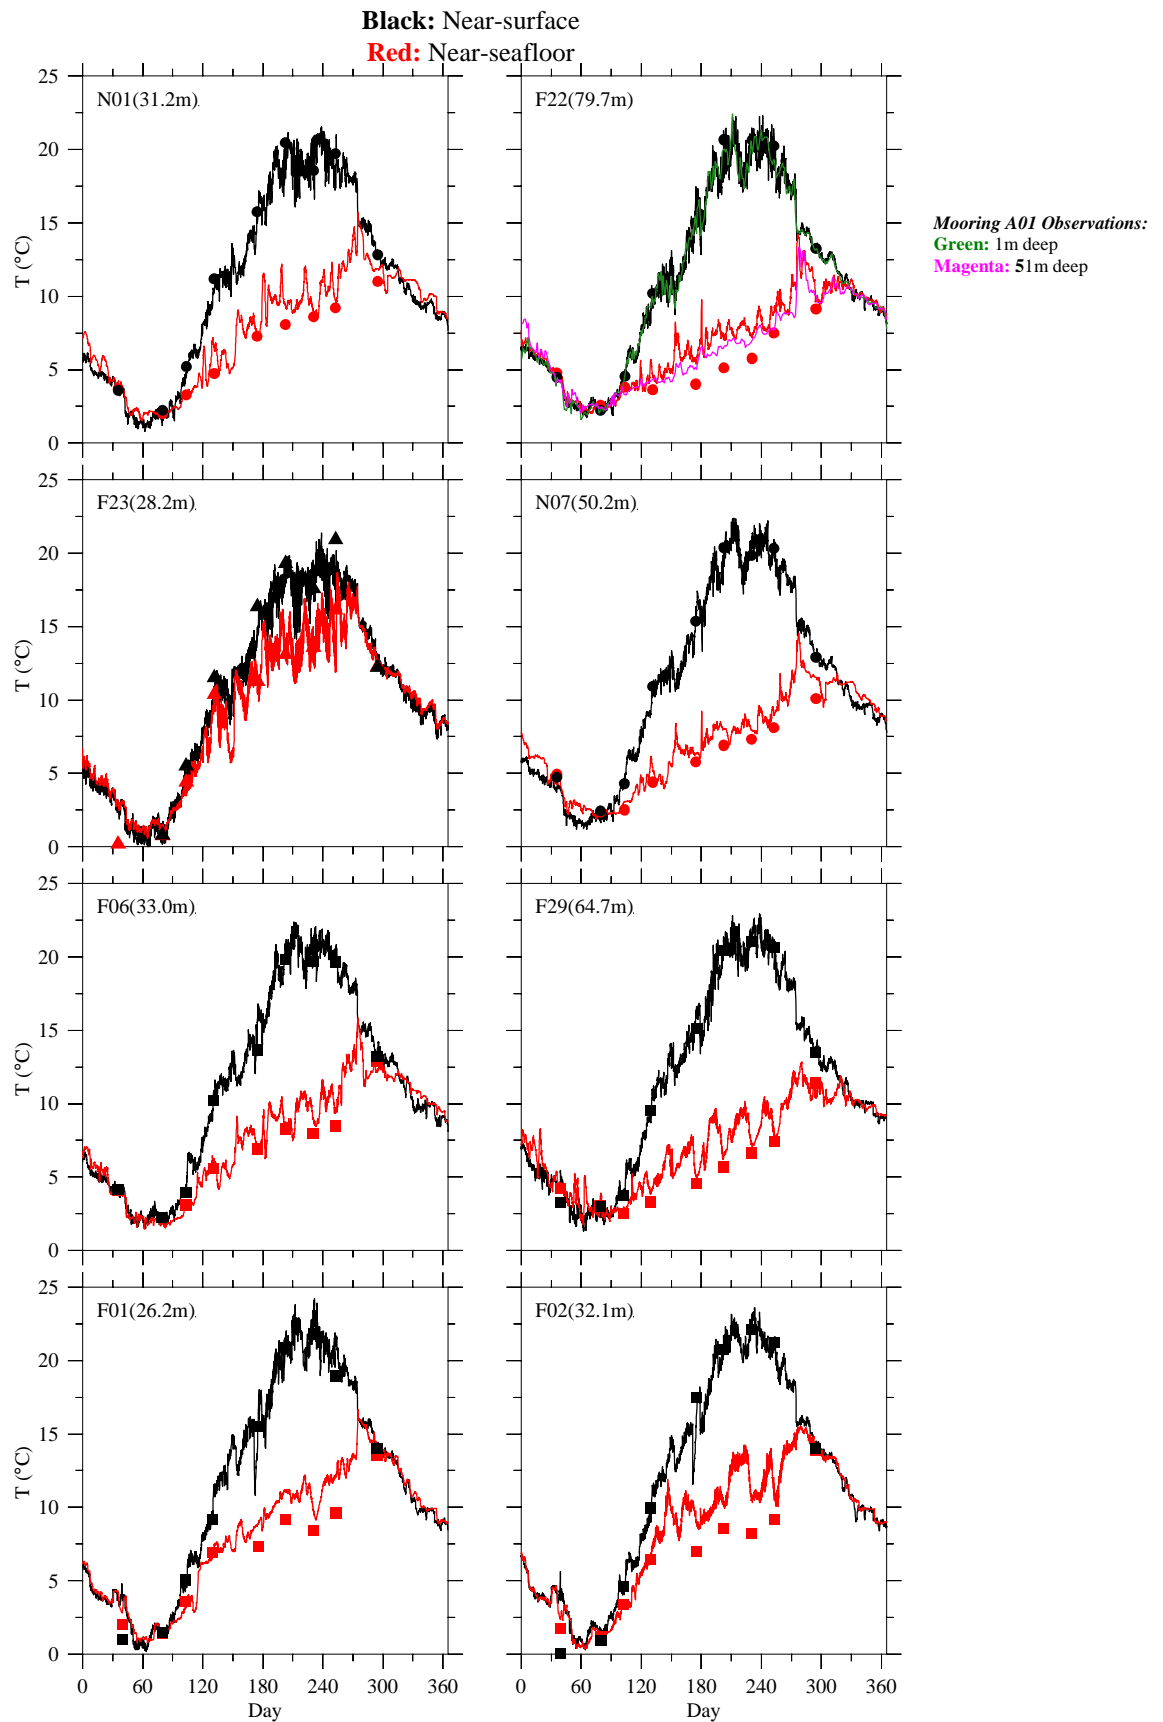 Black: Near-surface
Red: Near-seafloor
25
20
15
10
5
0
T (°C)
N01(31.2m)
F22(79.7m)
Mooring A01 Observations:
Green: 1m deep
Magenta: 51m deep
25
20
15
10
5
0
T (°C)
F23(28.2m)
N07(50.2m)
25
20
15
10
5
0
T (°C)
F06(33.0m)
F29(64.7m)
25
20
15
10
5
0
T (°C)
F01(26.2m)
F02(32.1m)
0 60 120 180 240 300 360
Day
0 60 120 180 240 300 360
Day